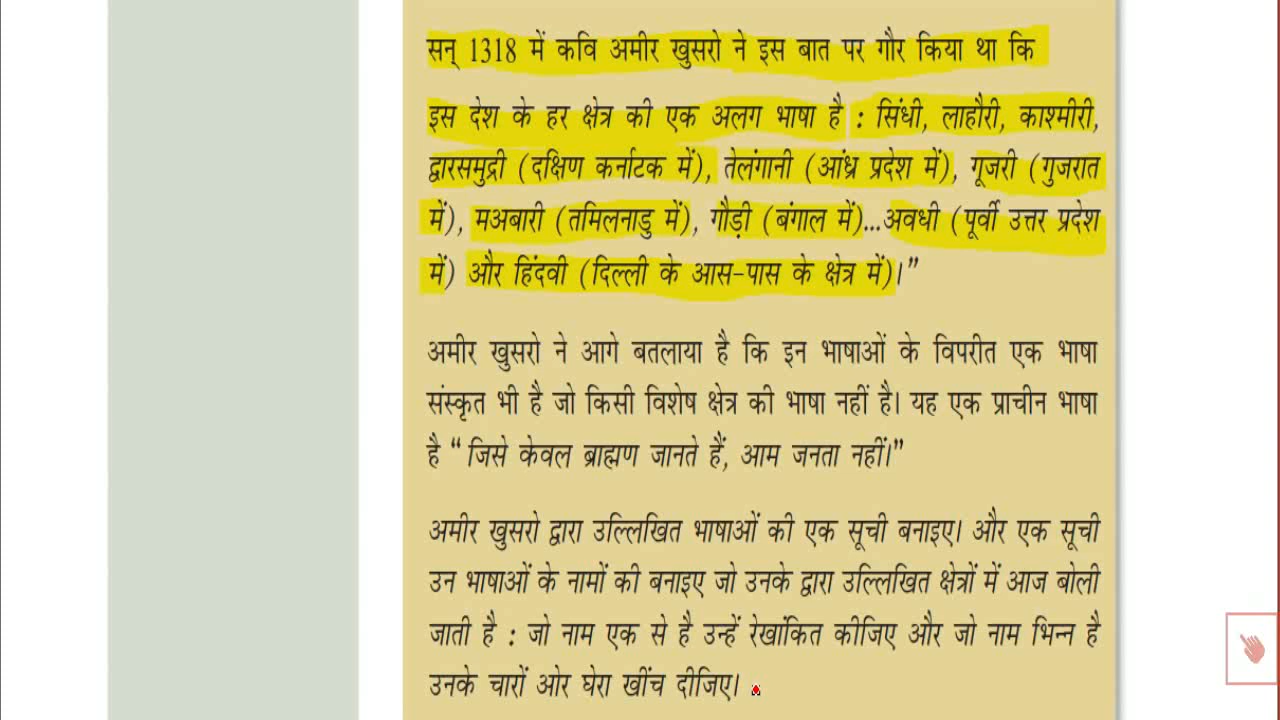 सन् 1318 में कवि अमीर खुसरो ने इस बात पर गौर किया था कि
इस देश के हर क्षेत्र की एक अलग भाषा है : सिंधी, लाहौरी, काश्मीरी,
द्वारसमुद्री (दक्षिण कर्नाटक में), तेलंगानी (आंध्र प्रदेश में), गूजरी (गुजरात
में), मअबारी (तमिलनाडु में), गौड़ी (बंगाल में)...अवधी (पूर्वी उत्तर प्रदेश
में) और हिंदवी (दिल्ली के आस-पास के क्षेत्र में)।”
अमीर खुसरो ने आगे बतलाया है कि इन भाषाओं के विपरीत एक भाषा
संस्कृत भी है जो किसी विशेष क्षेत्र की भाषा नहीं है। यह एक प्राचीन भाषा
है “ जिसे केवल ब्राह्मण जानते हैं, आम जनता नहीं।”
अमीर खुसरो द्वारा उल्लिखित भाषाओं की एक सूची बनाइए। और एक सूची
उन भाषाओं के नामों की बनाइए जो उनके द्वारा उल्लिखित क्षेत्रों में आज बोली
जाती है : जो नाम एक से है उन्हें रेखांकित कीजिए और जो नाम भिन्न है
उनके चारों ओर घेरा खींच दीजिए।